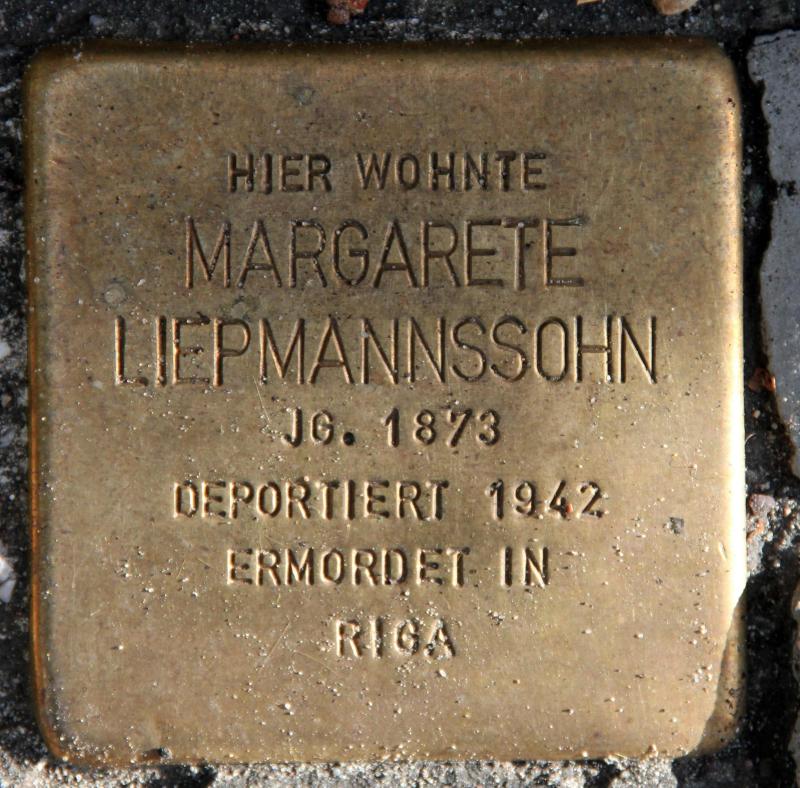 HIER WOHNTE
MARGARETE
LIEPMANNSSOHN
JG. 1873
DEPORTIERT 1942
ERMORDET IN
RIGA